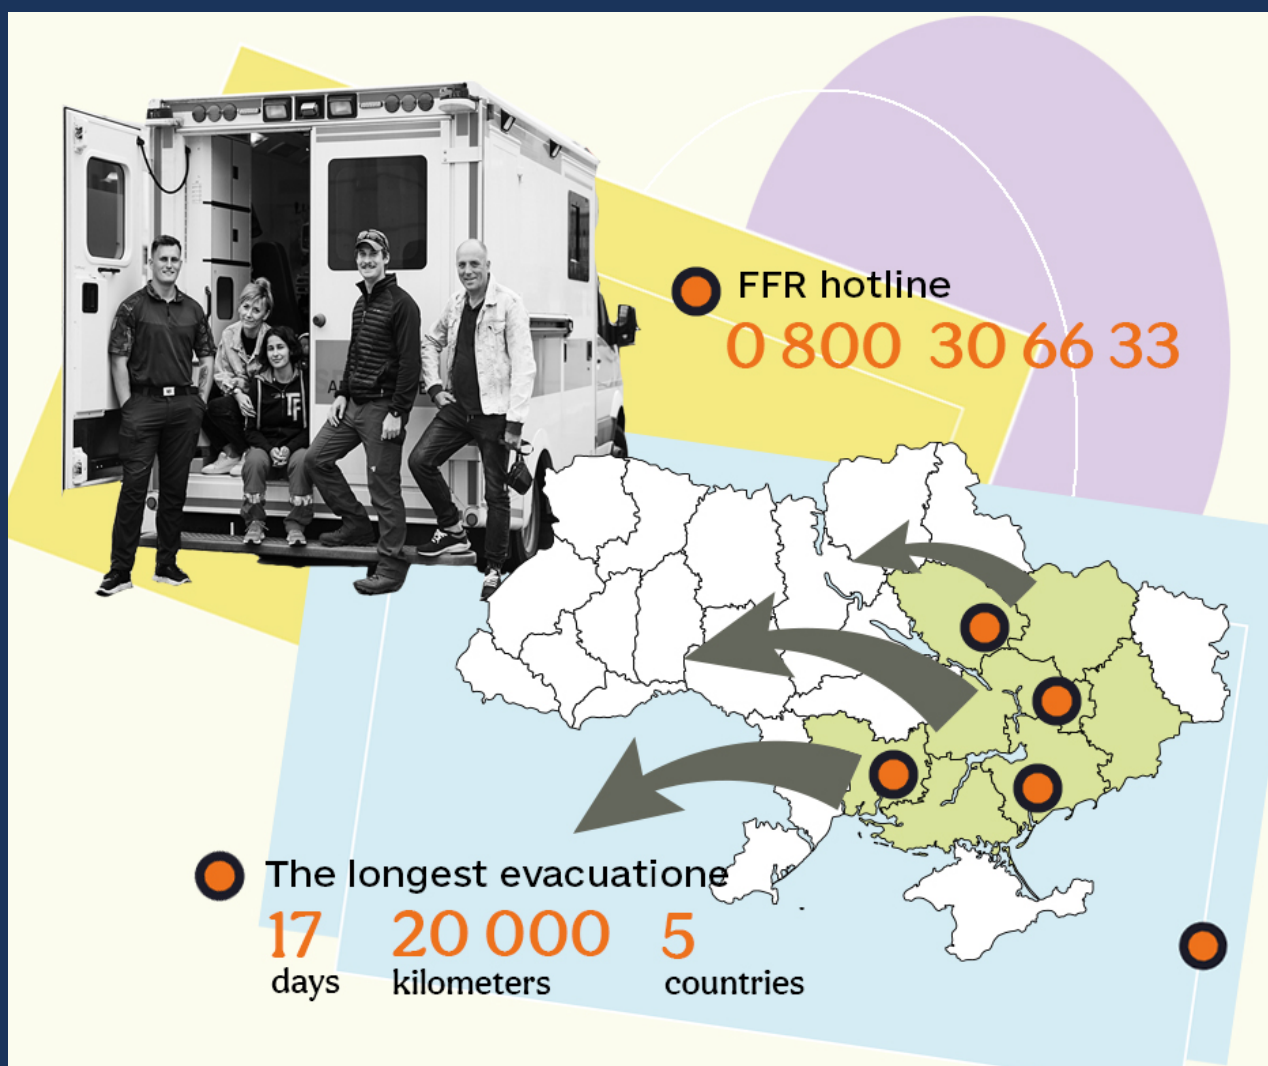 FFR hotline
0 800 30 66 33
The longest evacuatione
17 20 000 5
days kilometers countries